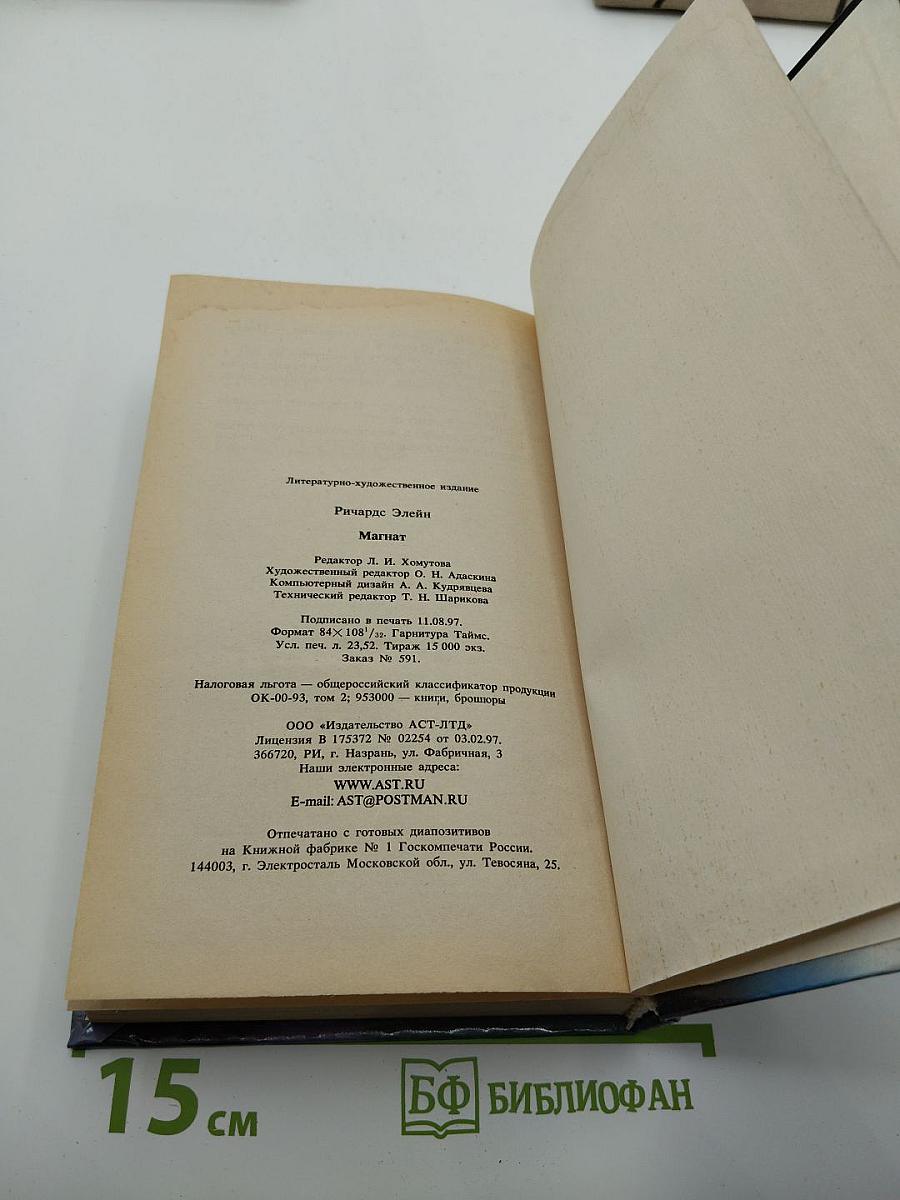 Литературно-художественное издание
Ричардс Элейн
Магнат
Редактор Л. И. Хомутова
Художественный редактор О. Н. Адаскина
Компьютерный дизайн А. А. Кудрявцева
Технический редактор Т. Н. Шарикова
Подписано в печать 11.08.97.
Формат 84×108¹/₃₂. Гарнитура Таймс.
Усл. печ. л. 23,52. Тираж 15 000 экз.
Заказ № 591.
Налоговая льгота — общероссийский классификатор продукции
ОК-00-93, том 2; 953000 — книги, брошюры
ООО «Издательство АСТ-ЛТД»
Лицензия В 175372 № 02254 от 03.02.97.
366720, РИ, г. Назрань, ул. Фабричная, 3
Наши электронные адреса:
WWW.AST.RU
E-mail: AST@POSTMAN.RU
Отпечатано с готовых диапозитивов
на Книжной фабрике № 1 Госкомпечати России.
144003, г. Электросталь Московской обл., ул. Тевосяна, 25.
15 см
БФ БИБЛИОФАН